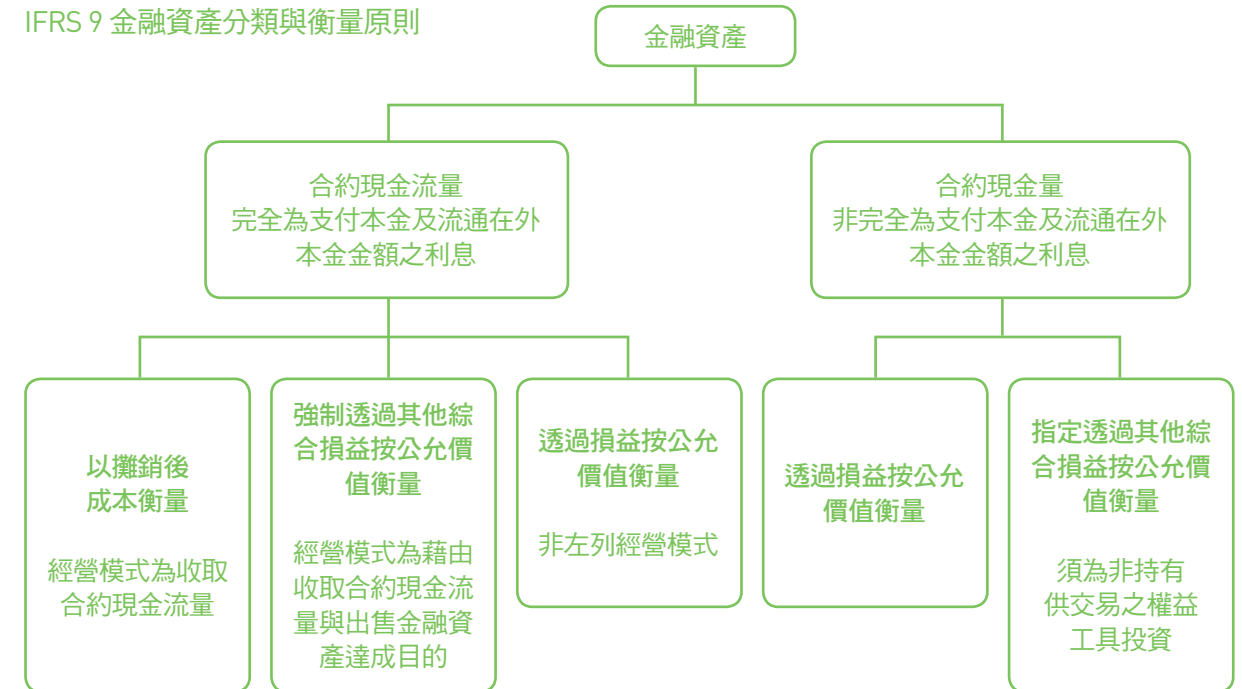 IFRS 9 金融資產分類與衡量原則
金融資產
合約現金流量
完全為支付本金及流通在外
本金金額之利息
合約現金量
非完全為支付本金及流通在外
本金金額之利息
以攤銷後
成本衡量
經營模式為收取
合約現金流量
強制透過其他綜
合損益按公允價
值衡量
經營模式為藉由
收取合約現金流
量與出售金融資
產達成目的
透過損益按公允
價值衡量
非左列經營模式
透過損益按公允
價值衡量
指定透過其他綜
合損益按公允價
值衡量
須為非持有
供交易之權益
工具投資